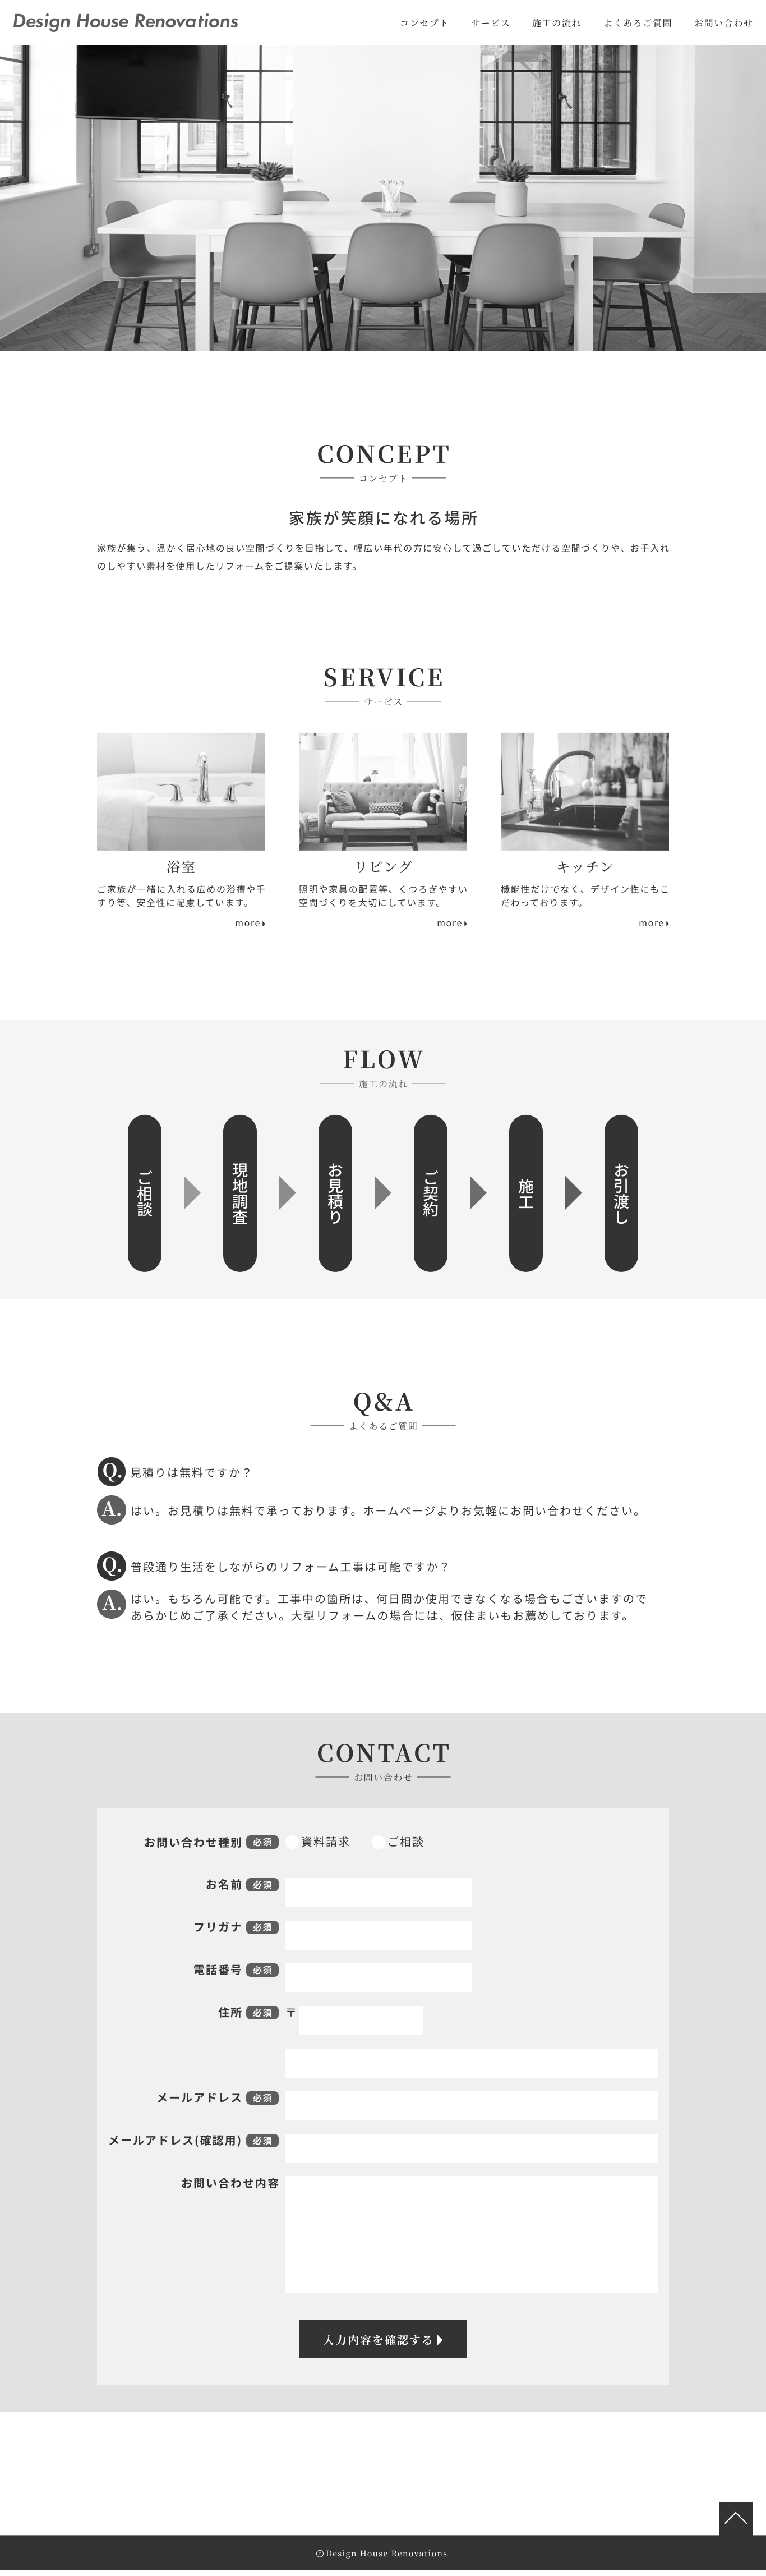 Design House Renovations
コンセプト
サービス
施工の流れ
よくあるご質問
お問い合わせ
CONCEPT
コンセプト
家族が笑顔になれる場所
家族が集う、温かく居心地の良い空間づくりを目指して、幅広い年代の方に安心して過ごしていただける空間づくりや、お手入れ
のしやすい素材を使用したリフォームをご提案いたします。
SERVICE
サービス
浴室
ご家族が一緒に入れる広めの浴槽や手
すり等、安全性に配慮しています。
more
リビング
照明や家具の配置等、くつろぎやすい
空間づくりを大切にしています。
more
キッチン
機能性だけでなく、デザイン性にもこ
だわっております。
more
FLOW
施工の流れ
ご相談
現地調査
お見積り
ご契約
施工
お引渡し
Q&A
よくあるご質問
Q. 見積りは無料ですか？
A. はい。お見積りは無料で承っております。ホームページよりお気軽にお問い合わせください。
Q. 普段通り生活をしながらのリフォーム工事は可能ですか？
A. はい。もちろん可能です。工事中の箇所は、何日間か使用できなくなる場合もございますので
あらかじめご了承ください。大型リフォームの場合には、仮住まいもお薦めしております。
CONTACT
お問い合わせ
お問い合わせ種別 必須 資料請求 ご相談
お名前 必須
フリガナ 必須
電話番号 必須
住所 必須 〒
メールアドレス 必須
メールアドレス(確認用) 必須
お問い合わせ内容
入力内容を確認する
©Design House Renovations